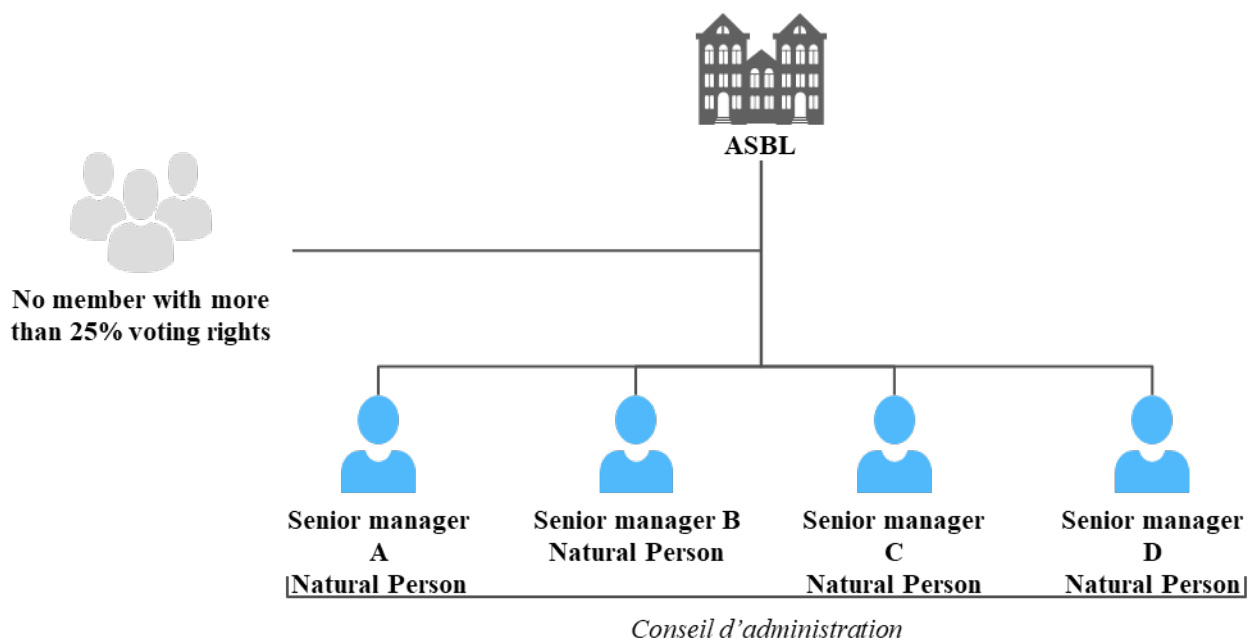 ASBL
No member with more
than 25% voting rights
Senior manager
A
Natural Person
Senior manager B
Natural Person
Senior manager
C
Natural Person
Senior manager
D
Natural Person
Conseil d’administration